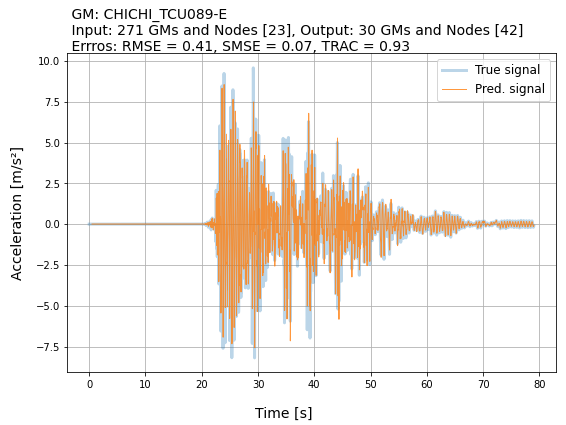 GM: CHICHI_TCU089-E
Input: 271 GMs and Nodes [23], Output: 30 GMs and Nodes [42]
Erros: RMSE = 0.41, SMSE = 0.07, TRAC = 0.93
True signal
Pred. signal
Acceleration [m/s²]
10.0
7.5
5.0
2.5
0.0
−2.5
−5.0
−7.5
0 10 20 30 40 50 60 70 80
Time [s]